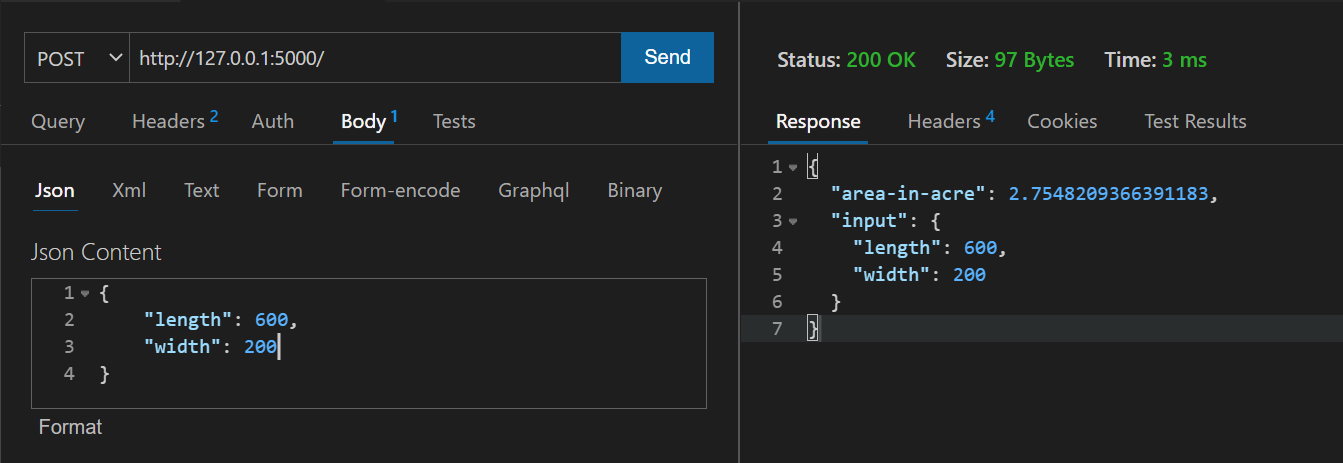 POST http://127.0.0.1:5000/ Send
Query Headers 2 Auth Body 1 Tests
Json Xml Text Form Form-encode Graphql Binary
Json Content
1 {
2 "length": 600,
3 "width": 200
4 }
Format
Status: 200 OK Size: 97 Bytes Time: 3 ms
Response Headers 4 Cookies Test Results
1 {
2 "area-in-acre": 2.7548209366391183,
3 "input": {
4 "length": 600,
5 "width": 200
6 }
7 }